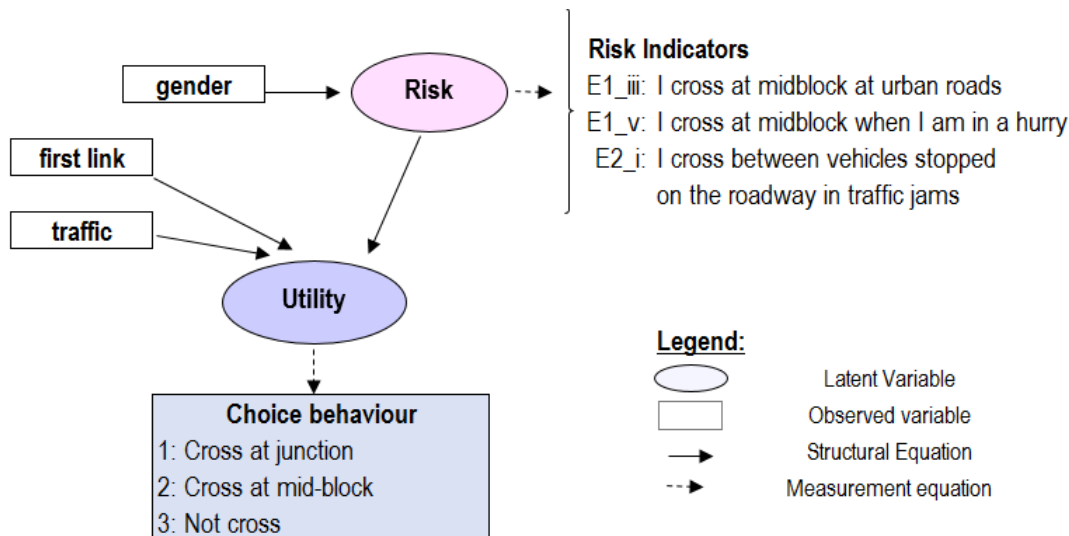 gender
Risk
Risk Indicators
E1_iii: I cross at midblock at urban roads
E1_v: I cross at midblock when I am in a hurry
E2_i: I cross between vehicles stopped
on the roadway in traffic jams
first link
traffic
Utility
Choice behaviour
1: Cross at junction
2: Cross at mid-block
3: Not cross
Legend:
Latent Variable
Observed variable
Structural Equation
Measurement equation